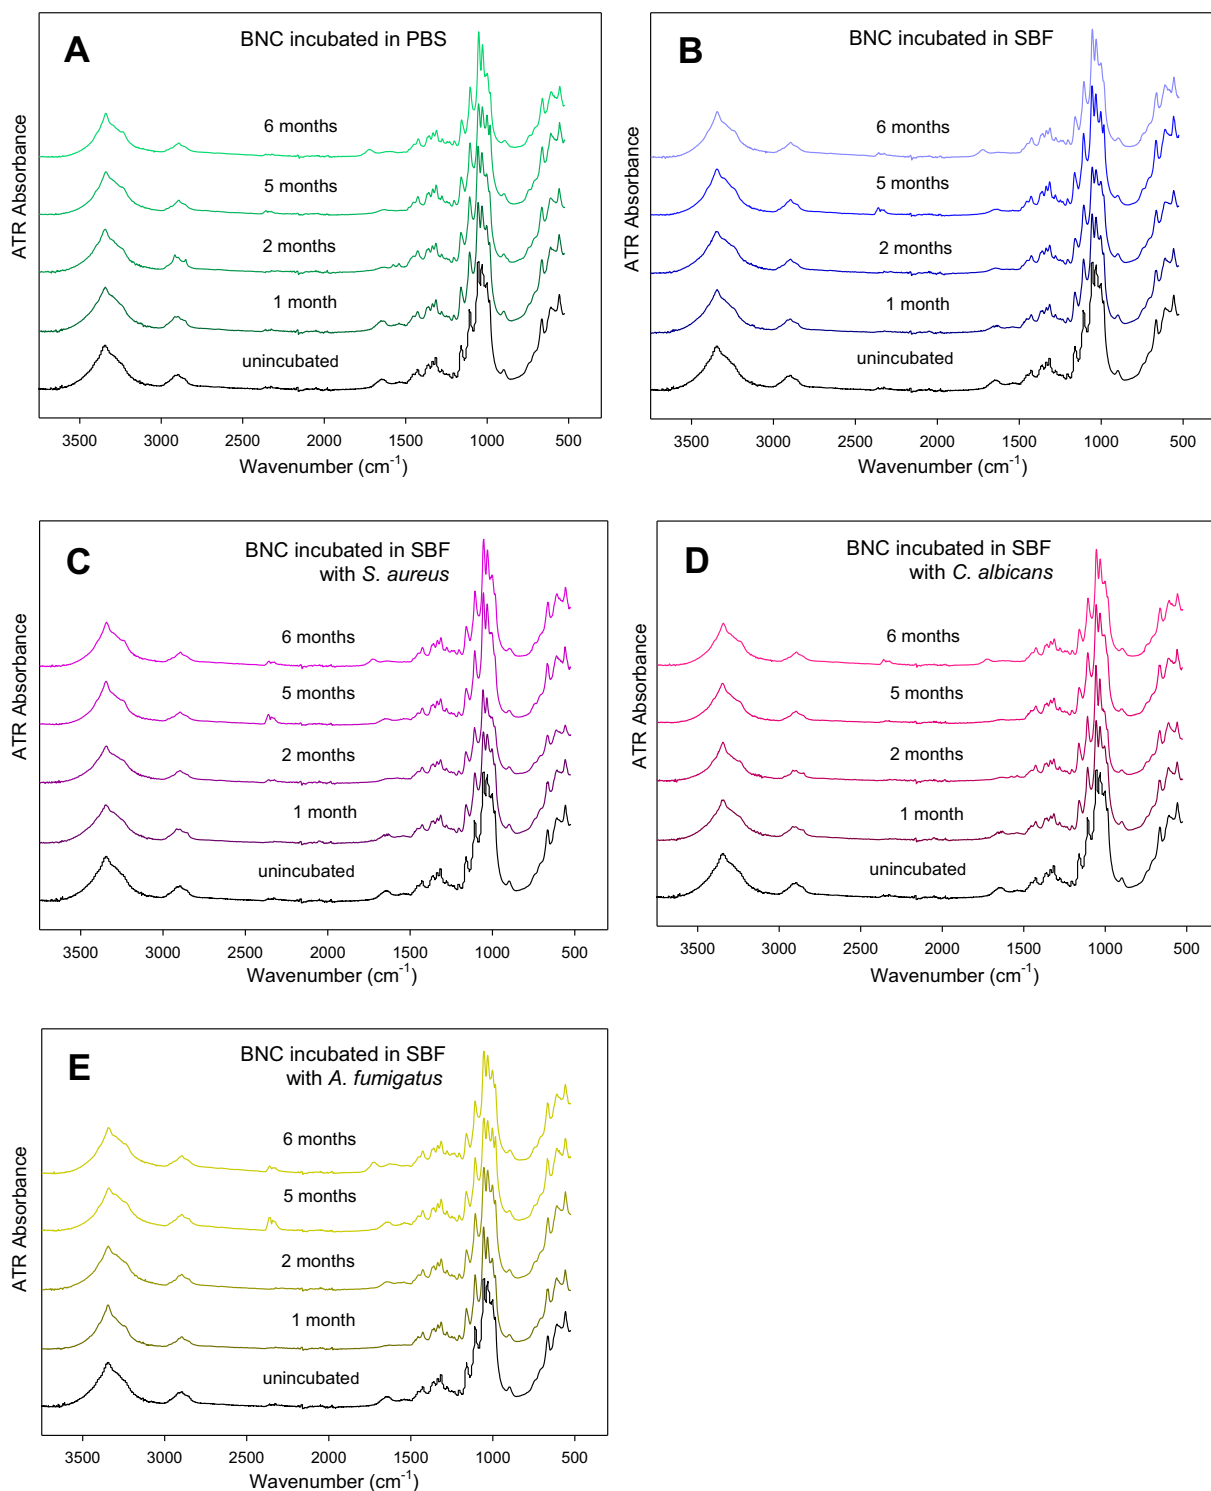 A
BNC incubated in PBS
6 months
5 months
2 months
1 month
unincubated
ATR Absorbance
3500 3000 2500 2000 1500 1000 500
Wavenumber (cm⁻¹)
B
BNC incubated in SBF
6 months
5 months
2 months
1 month
unincubated
ATR Absorbance
3500 3000 2500 2000 1500 1000 500
Wavenumber (cm⁻¹)
C
BNC incubated in SBF
with S. aureus
6 months
5 months
2 months
1 month
unincubated
ATR Absorbance
3500 3000 2500 2000 1500 1000 500
Wavenumber (cm⁻¹)
D
BNC incubated in SBF
with C. albicans
6 months
5 months
2 months
1 month
unincubated
ATR Absorbance
3500 3000 2500 2000 1500 1000 500
Wavenumber (cm⁻¹)
E
BNC incubated in SBF
with A. fumigatus
6 months
5 months
2 months
1 month
unincubated
ATR Absorbance
3500 3000 2500 2000 1500 1000 500
Wavenumber (cm⁻¹)